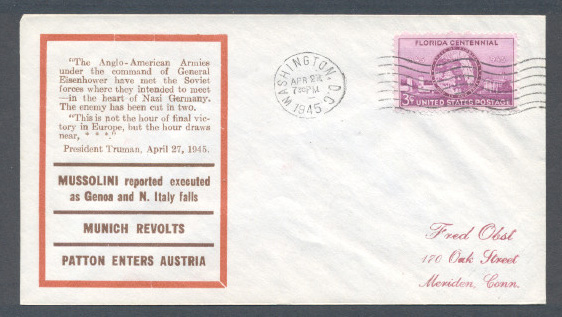 "The Anglo-American Armies
under the command of General
Eisenhower have met the Soviet
forces where they intended to meet
—in the heart of Nazi Germany.
The enemy has been cut in two.
"This is not the hour of final vic-
tory in Europe, but the hour draws
near, * * *"
President Truman, April 27, 1945.
MUSSOLINI reported executed
as Genoa and N. Italy falls
MUNICH REVOLTS
PATTON ENTERS AUSTRIA
WASHINGTON, D.C.
APR 28
PM
1945
FLORIDA CENTENNIAL
3¢ UNITED STATES POSTAGE
Fred Obst
170 Oak Street
Meriden, Conn.